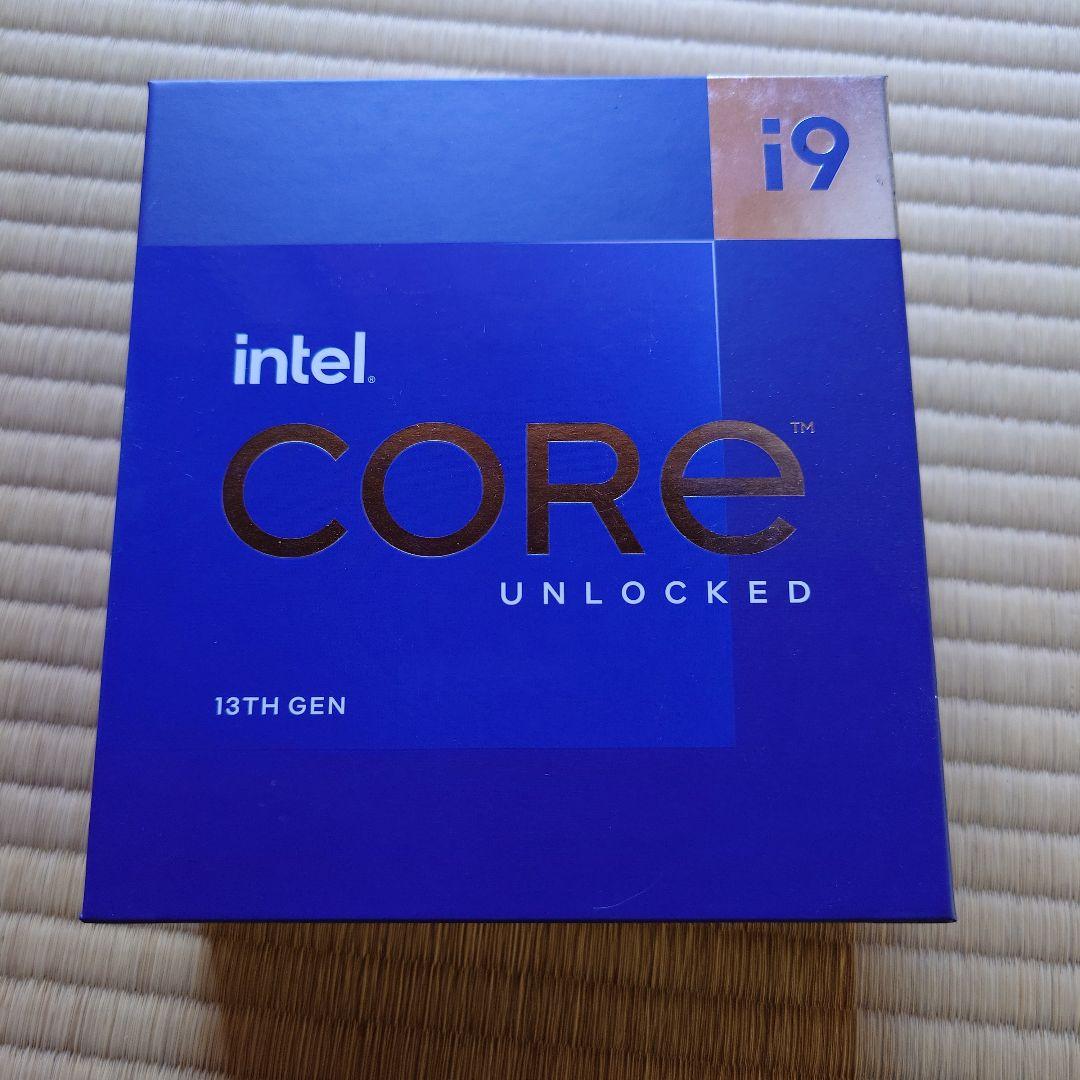 i9
intel®
CORe™
UNLOCKED
13TH GEN